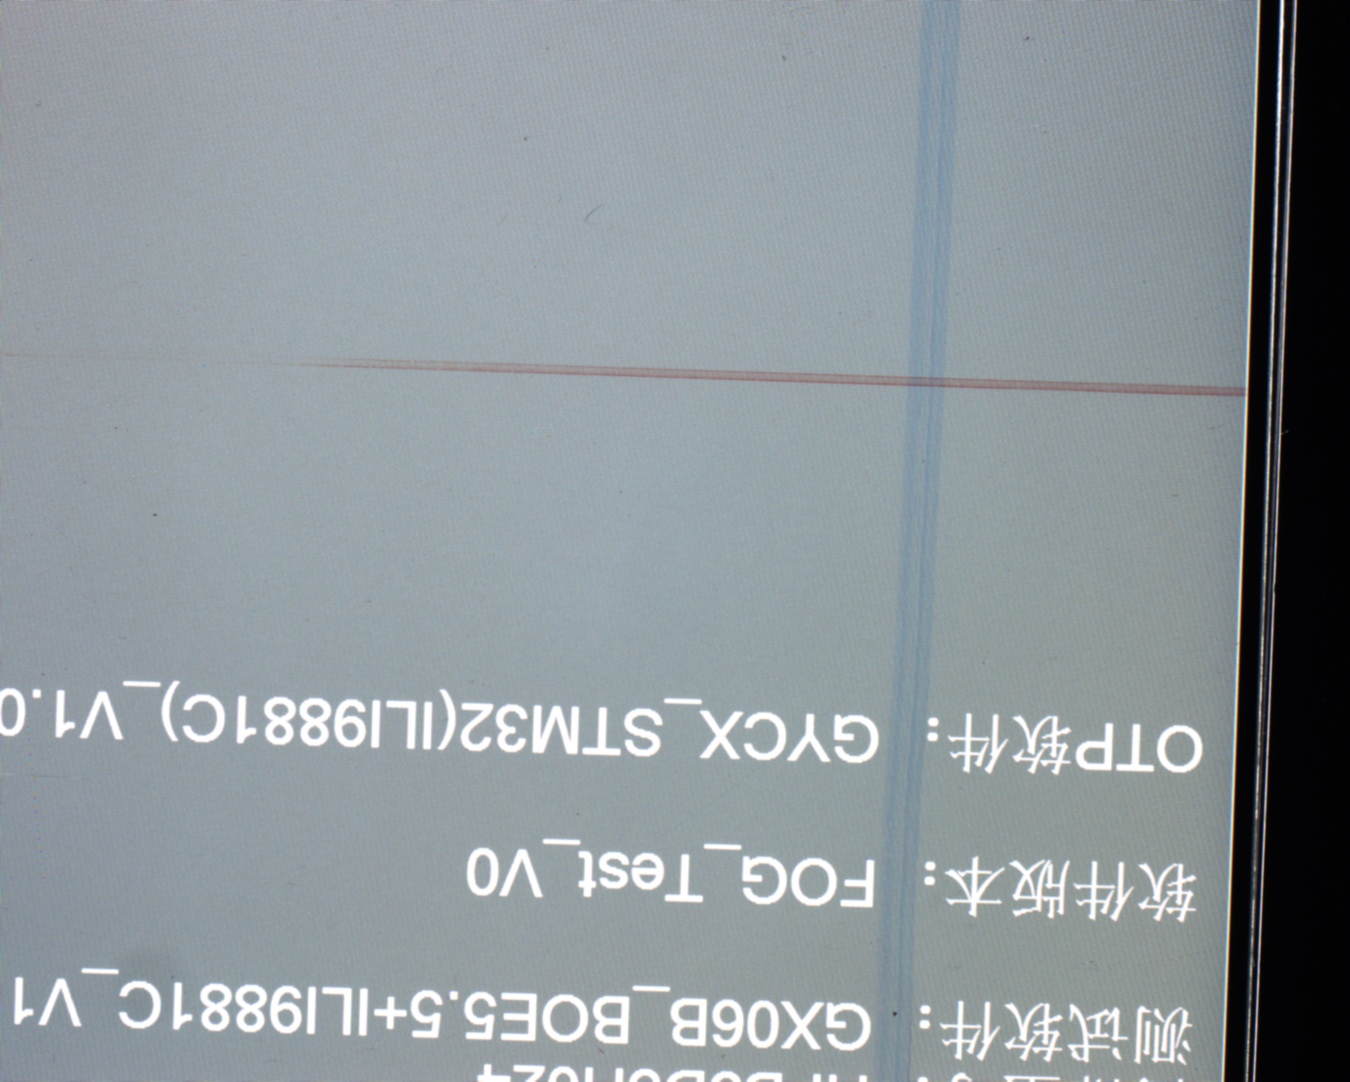 测试软件：GX06B_BOE5.5+ILI9881C_V1
软件版本：FOG_Test_V0
OTP软件：GYCX_STM32(ILI9881C)_V1.0